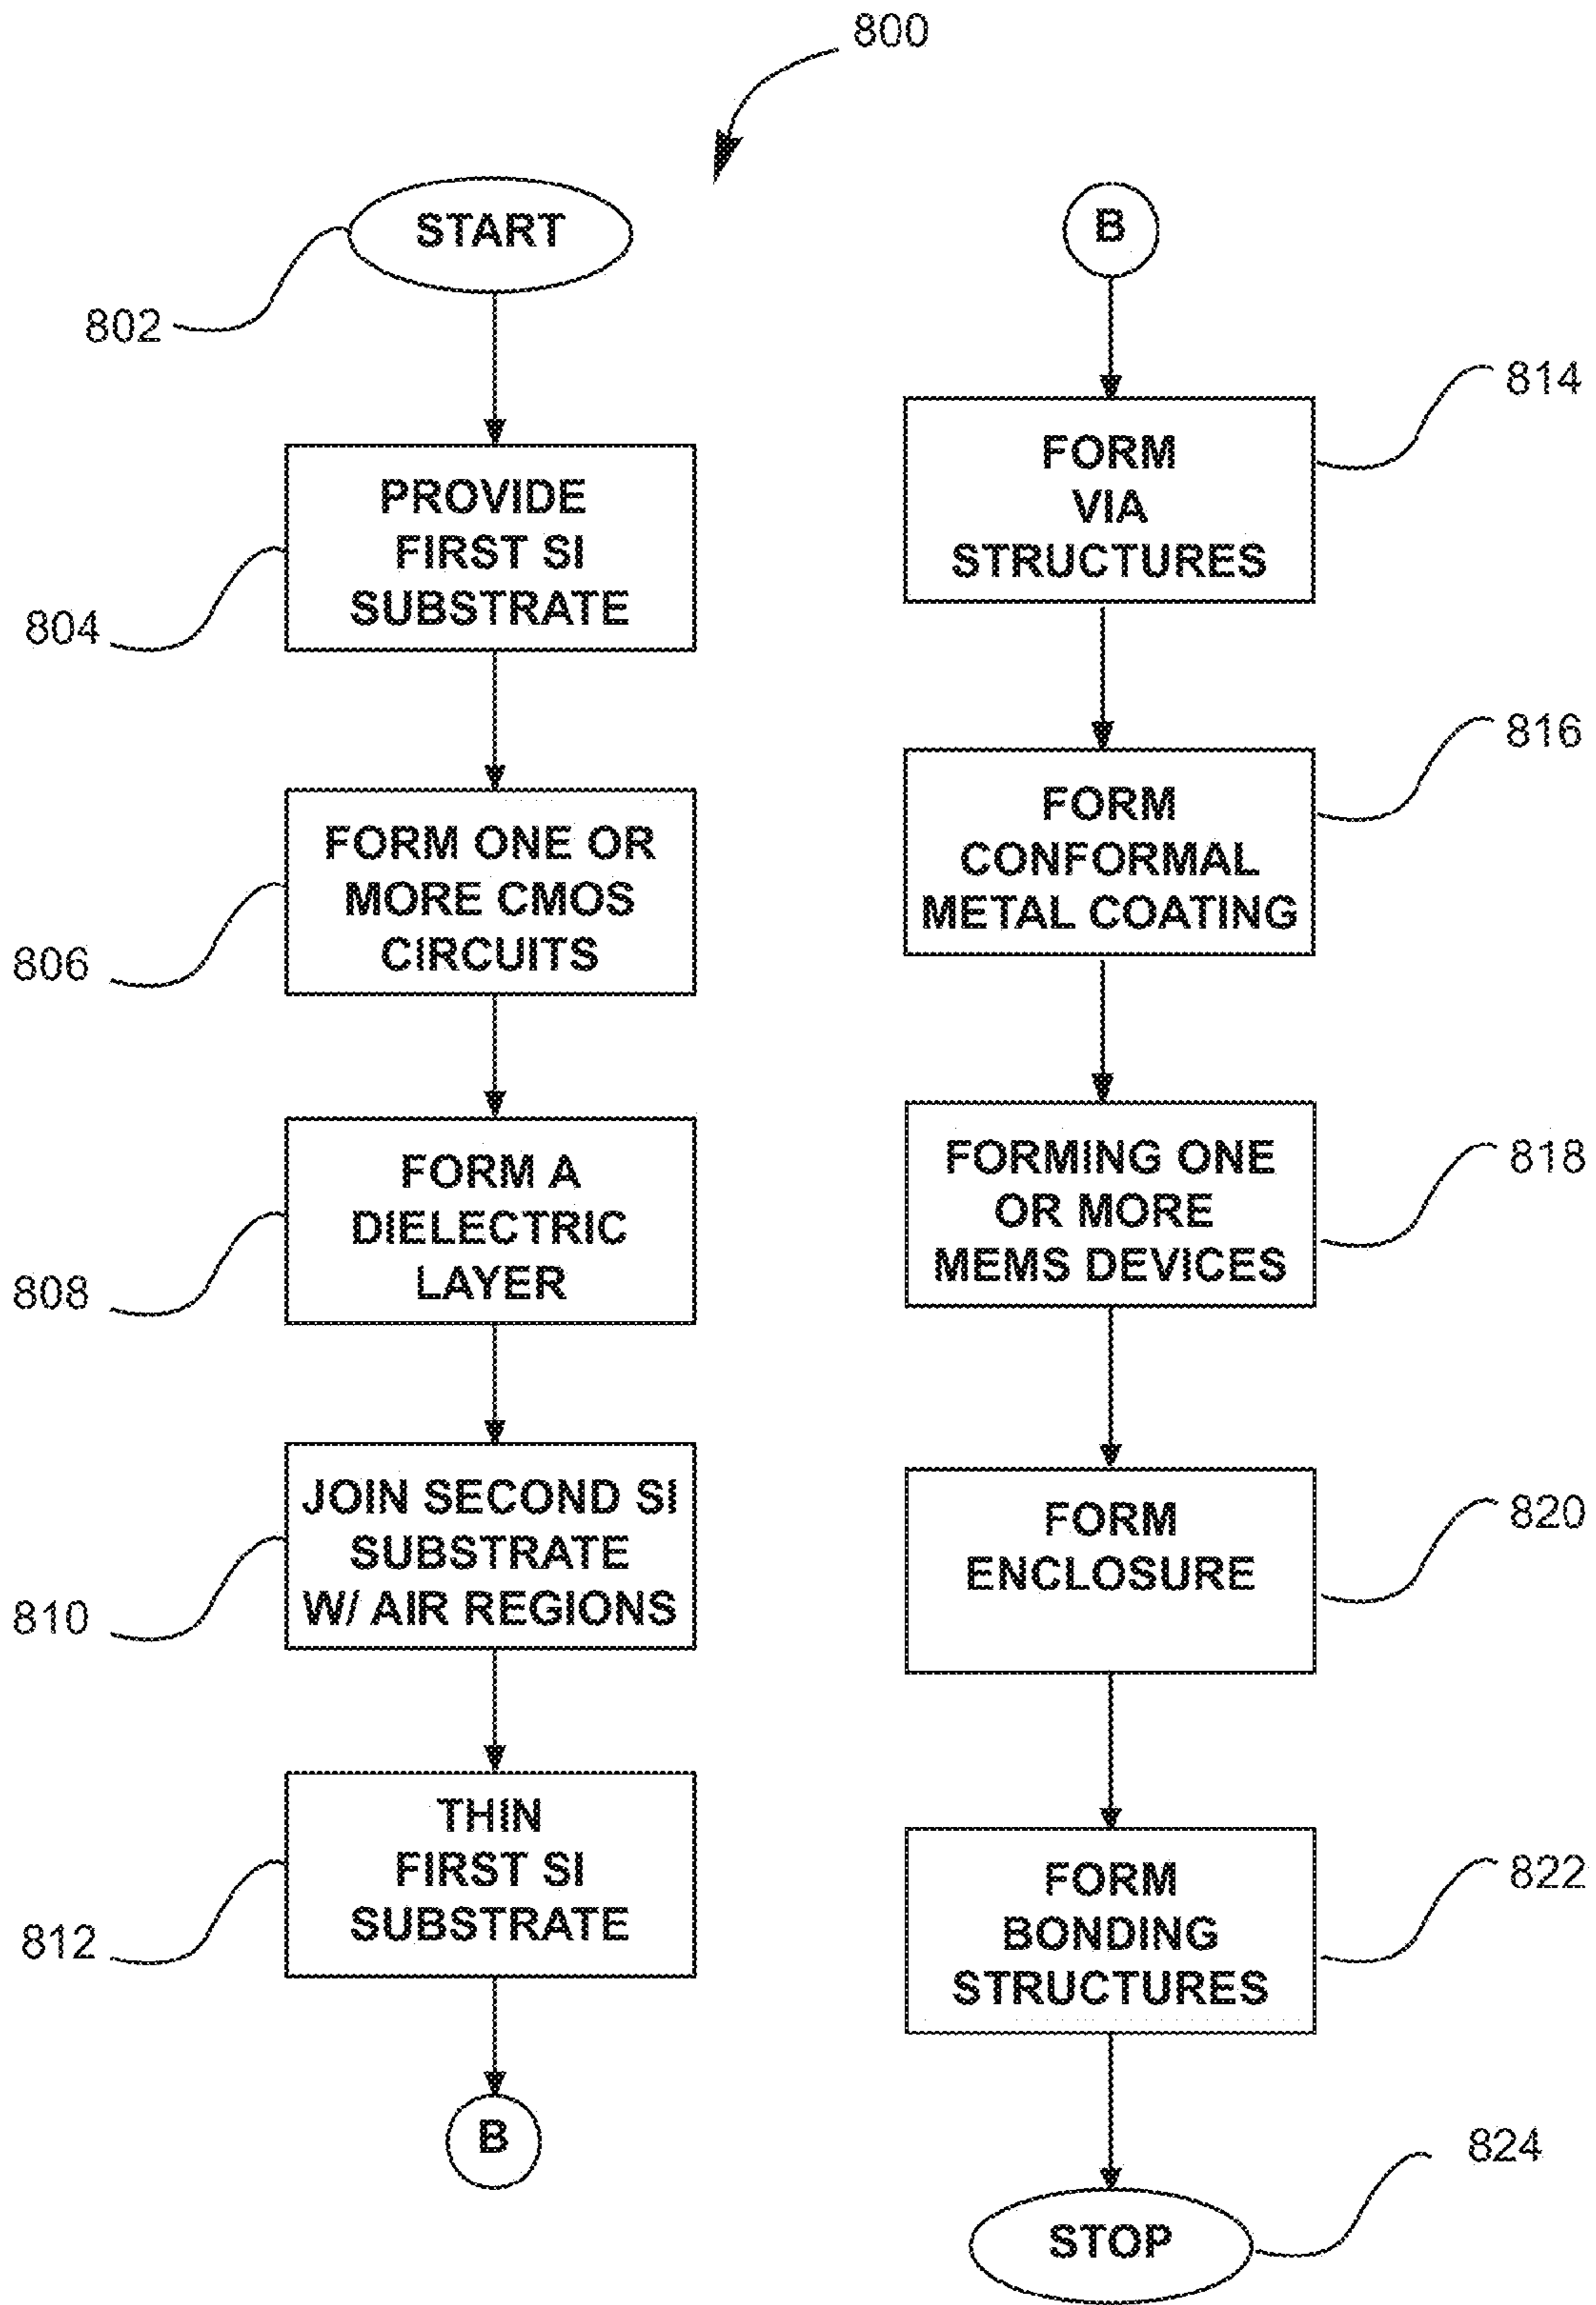 800
START
802
PROVIDE
FIRST SI
SUBSTRATE
804
FORM ONE OR
MORE CMOS
CIRCUITS
806
FORM A
DIELECTRIC
LAYER
808
JOIN SECOND SI
SUBSTRATE
W/ AIR REGIONS
810
THIN
FIRST SI
SUBSTRATE
812
B
B
FORM
VIA
STRUCTURES
814
FORM
CONFORMAL
METAL COATING
816
FORMING ONE
OR MORE
MEMS DEVICES
818
FORM
ENCLOSURE
820
FORM
BONDING
STRUCTURES
822
STOP
824